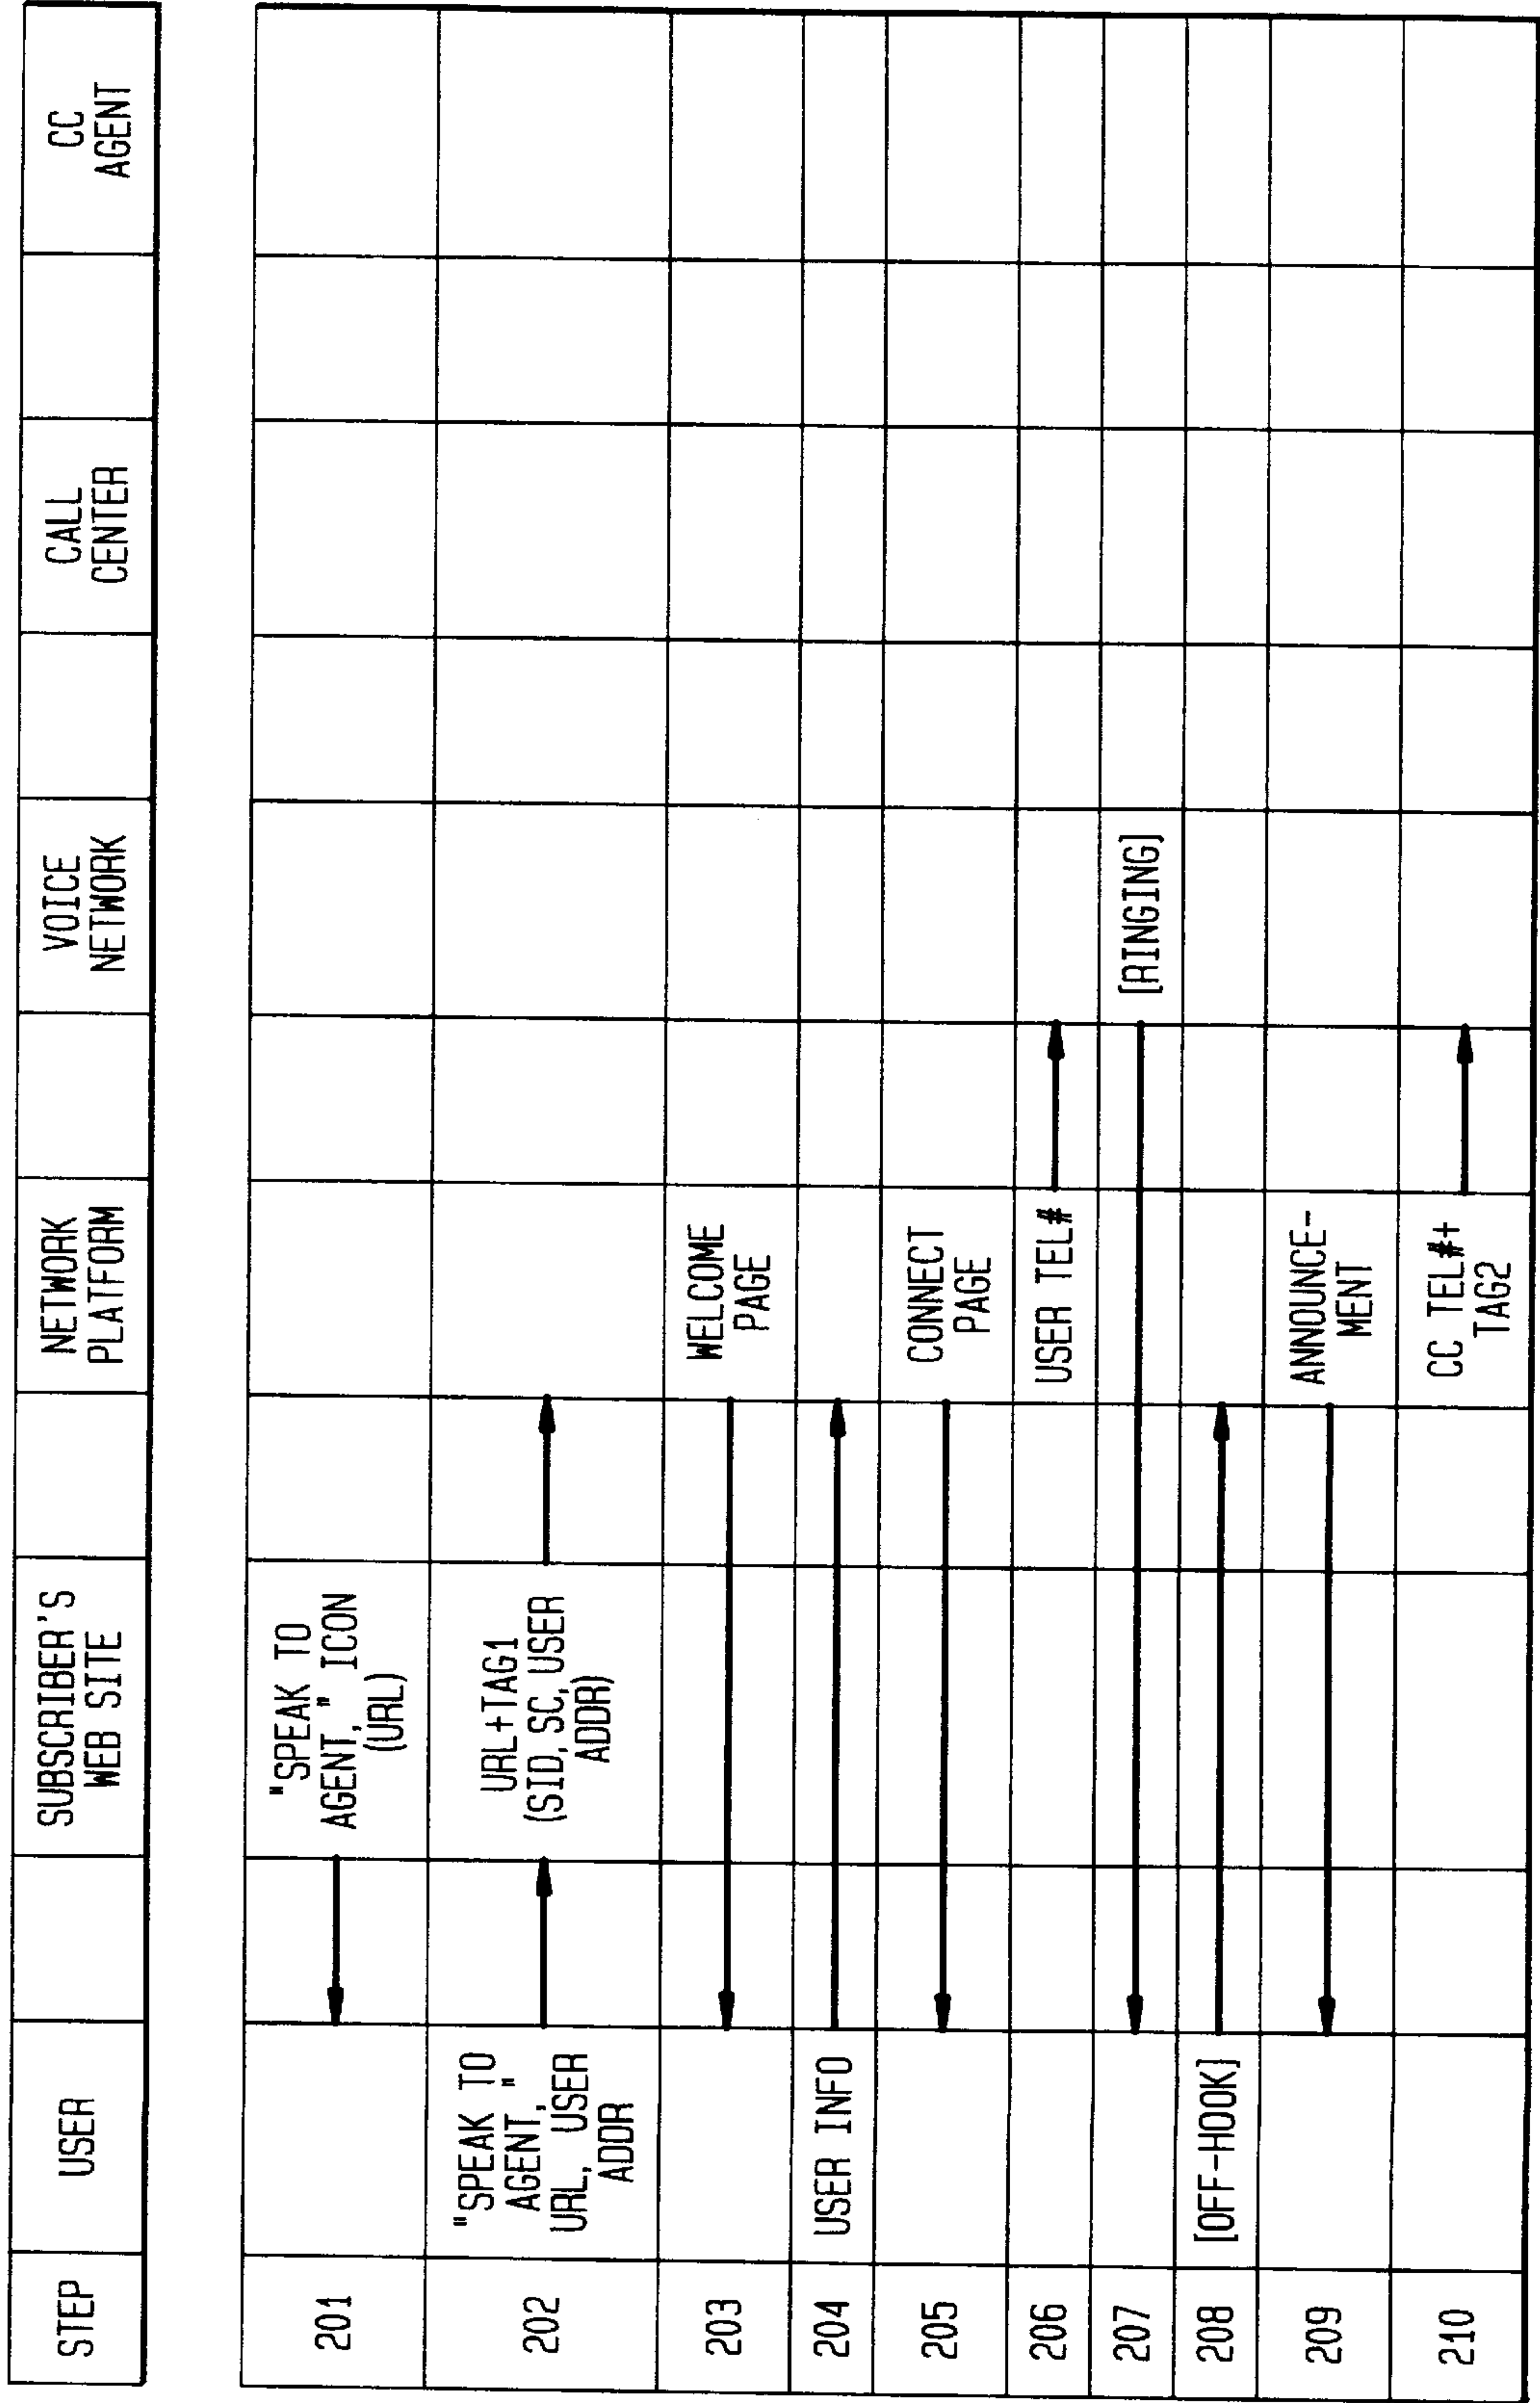 STEP
USER
SUBSCRIBER'S
WEB SITE
NETWORK
PLATFORM
VOICE
NETWORK
CALL
CENTER
CC
AGENT
201
"SPEAK TO
AGENT," ICON
(URL)
202
"SPEAK TO
AGENT,"
URL, USER
ADDR
URL+TAG1
(SID, SC, USER
ADDR)
203
WELCOME
PAGE
204
USER INFO
205
CONNECT
PAGE
206
USER TEL#
207
[RINGING]
208
[OFF-HOOK]
209
ANNOUNCE-
MENT
210
CC TEL#+
TAG2